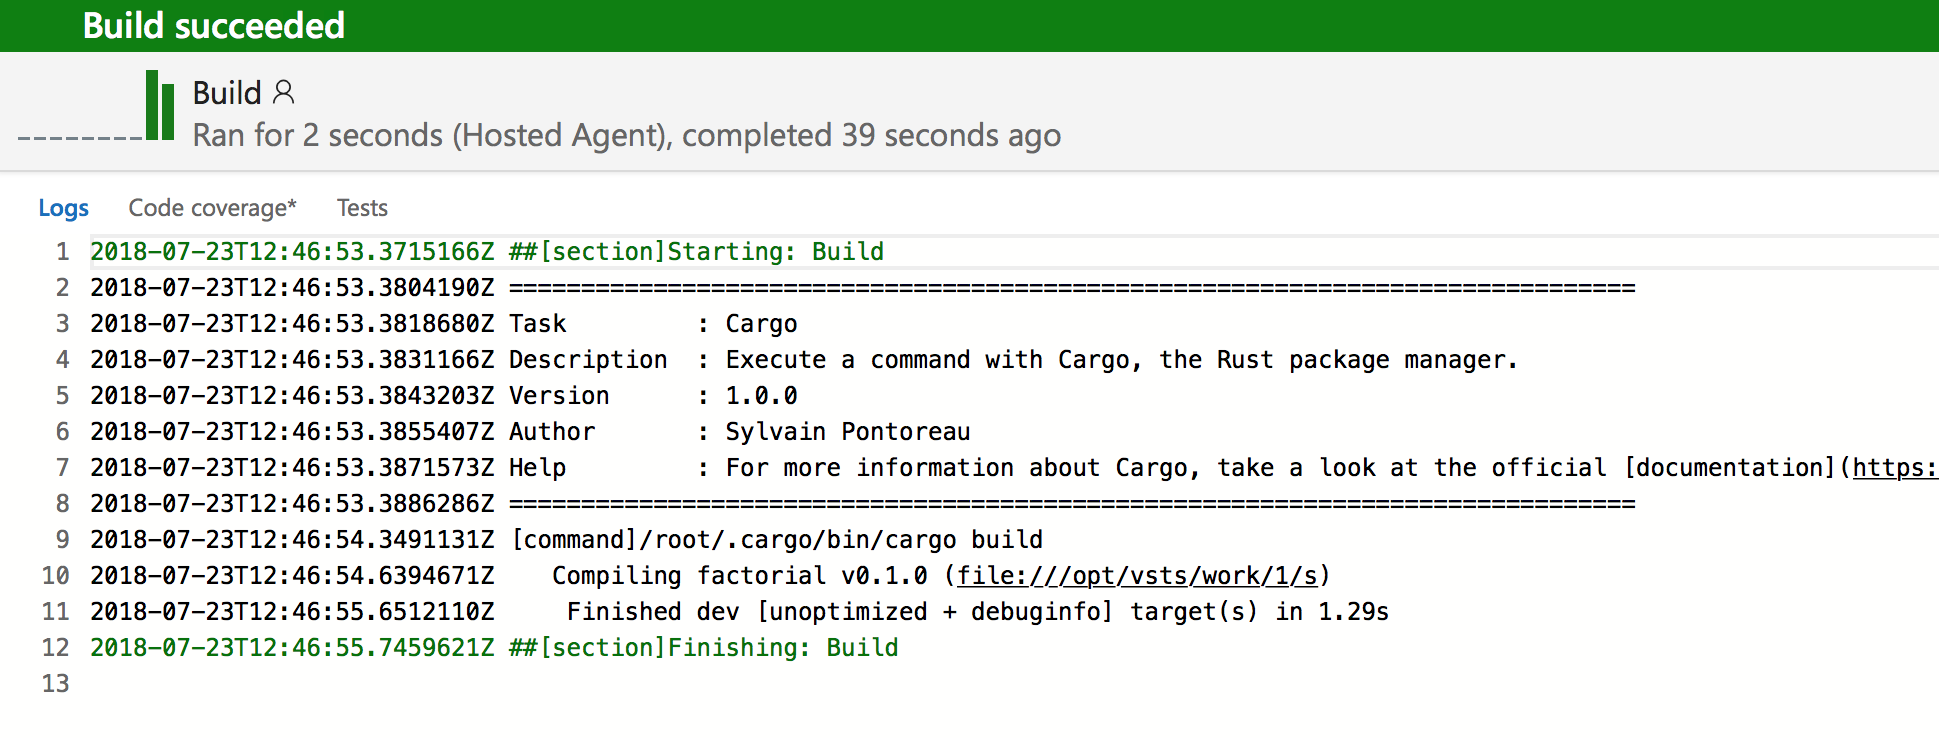 Build succeeded
Build
Ran for 2 seconds (Hosted Agent), completed 39 seconds ago
Logs Code coverage* Tests
1 2018-07-23T12:46:53.3715166Z ##[section]Starting: Build
2 2018-07-23T12:46:53.3804190Z ==============================================================================
3 2018-07-23T12:46:53.3818680Z Task         : Cargo
4 2018-07-23T12:46:53.3831166Z Description  : Execute a command with Cargo, the Rust package manager.
5 2018-07-23T12:46:53.3843203Z Version      : 1.0.0
6 2018-07-23T12:46:53.3855407Z Author       : Sylvain Pontoreau
7 2018-07-23T12:46:53.3871573Z Help         : For more information about Cargo, take a look at the official [documentation](https:
8 2018-07-23T12:46:53.3886286Z ==============================================================================
9 2018-07-23T12:46:54.3491131Z [command]/root/.cargo/bin/cargo build
10 2018-07-23T12:46:54.6394671Z    Compiling factorial v0.1.0 (file:///opt/vsts/work/1/s)
11 2018-07-23T12:46:55.6512110Z     Finished dev [unoptimized + debuginfo] target(s) in 1.29s
12 2018-07-23T12:46:55.7459621Z ##[section]Finishing: Build
13